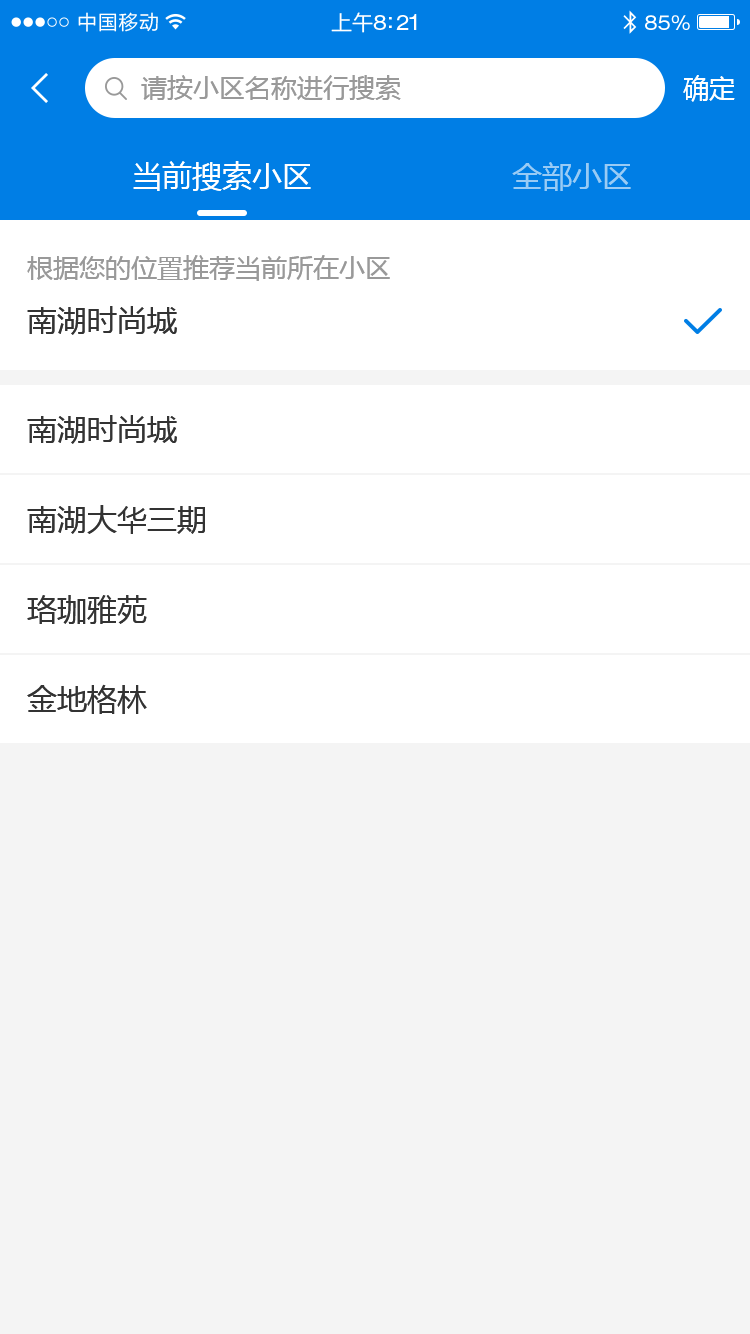 中国移动 上午8:21 85%
请按小区名称进行搜索 确定
当前搜索小区 全部小区
根据您的位置推荐当前所在小区
南湖时尚城
南湖时尚城
南湖大华三期
珞珈雅苑
金地格林